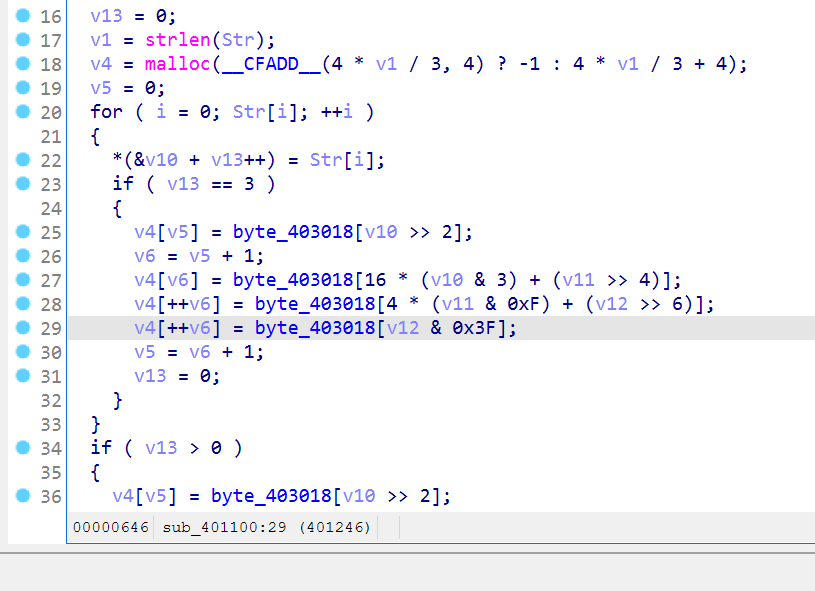 16 v13 = 0;
17 v1 = strlen(Str);
18 v4 = malloc(__CFADD__(4 * v1 / 3, 4) ? -1 : 4 * v1 / 3 + 4);
19 v5 = 0;
20 for ( i = 0; Str[i]; ++i )
21 {
22 *(&v10 + v13++) = Str[i];
23 if ( v13 == 3 )
24 {
25 v4[v5] = byte_403018[v10 >> 2];
26 v6 = v5 + 1;
27 v4[v6] = byte_403018[16 * (v10 & 3) + (v11 >> 4)];
28 v4[++v6] = byte_403018[4 * (v11 & 0xF) + (v12 >> 6)];
29 v4[++v6] = byte_403018[v12 & 0x3F];
30 v5 = v6 + 1;
31 v13 = 0;
32 }
33 }
34 if ( v13 > 0 )
35 {
36 v4[v5] = byte_403018[v10 >> 2];
00000646 sub_401100:29 (401246)